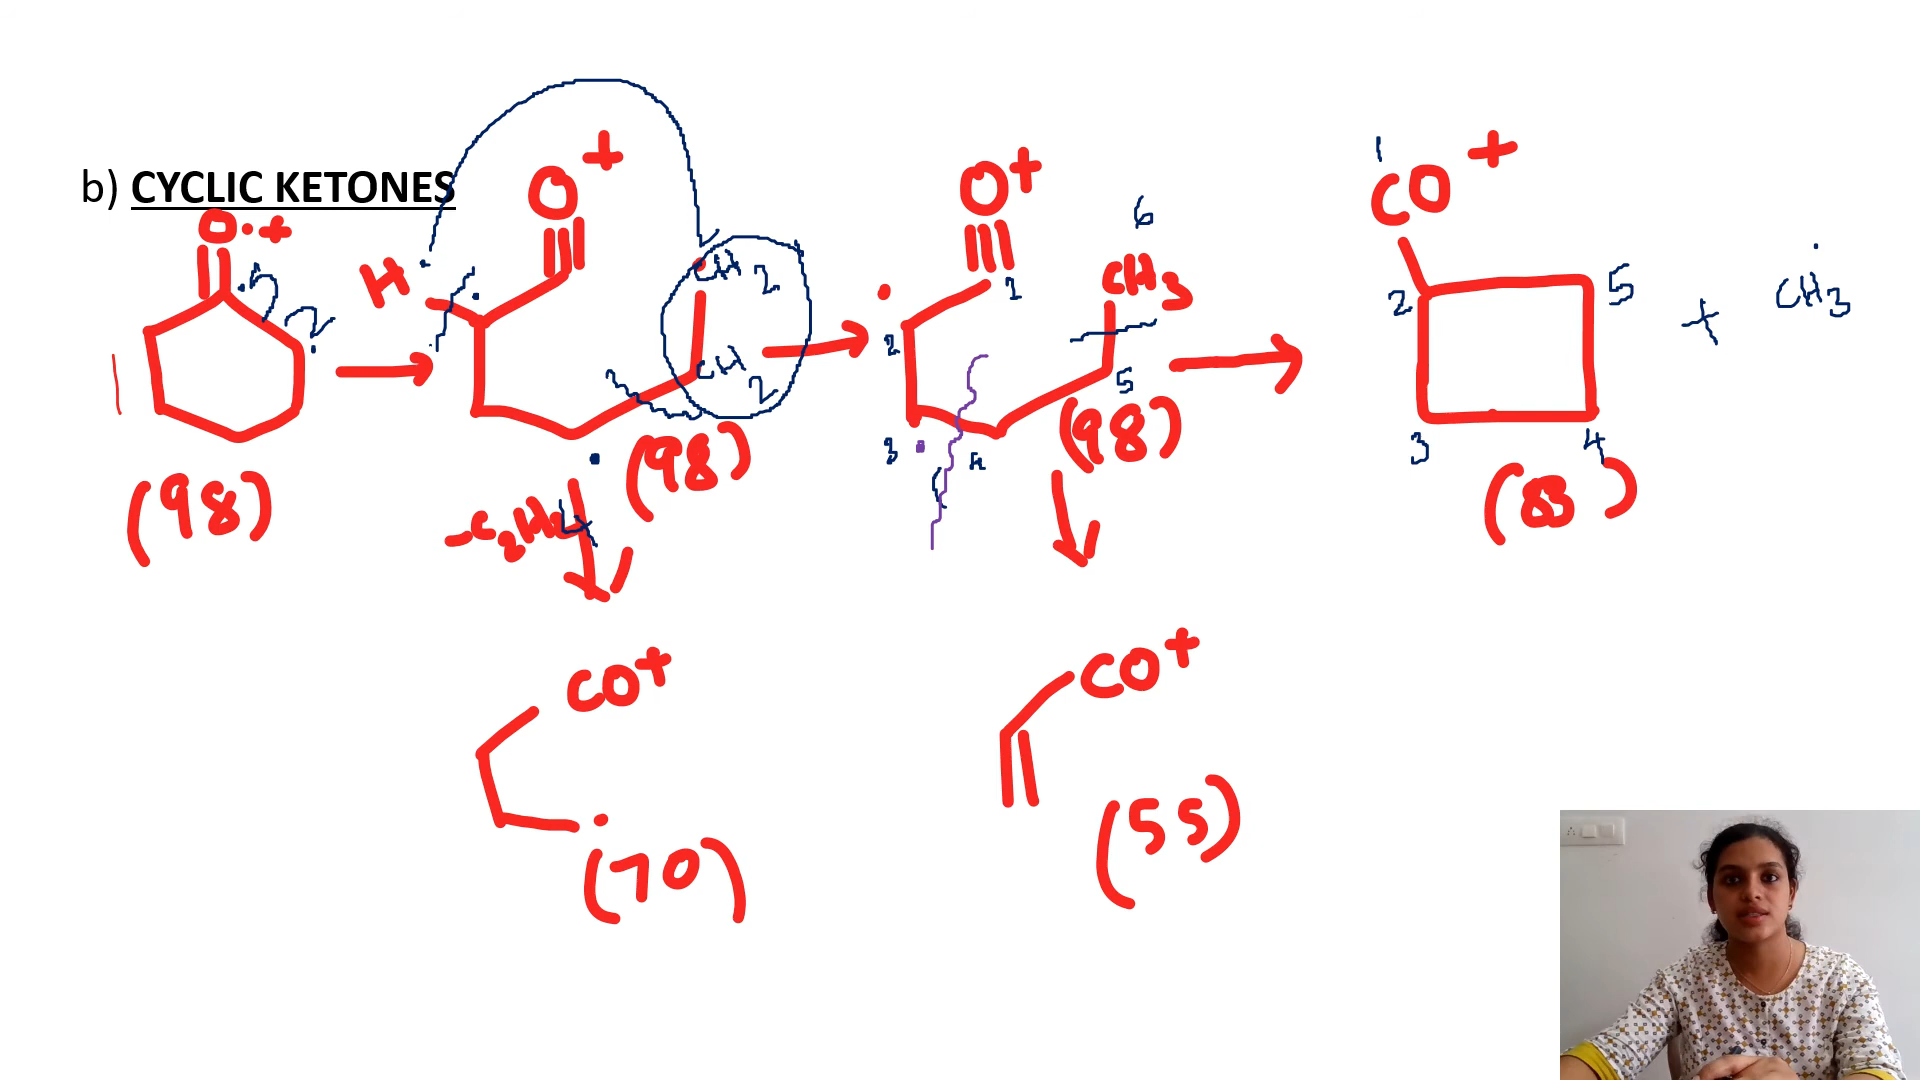 b) CYCLIC KETONES
O·+
(98)
H
O+
CH2
CH2
(98)
-C2H4
CO+
(70)
O+
1
2
3
4
5
6
CH3
(98)
CO+
(55)
1
CO+
2
3
4
5
(83)
+ CH3